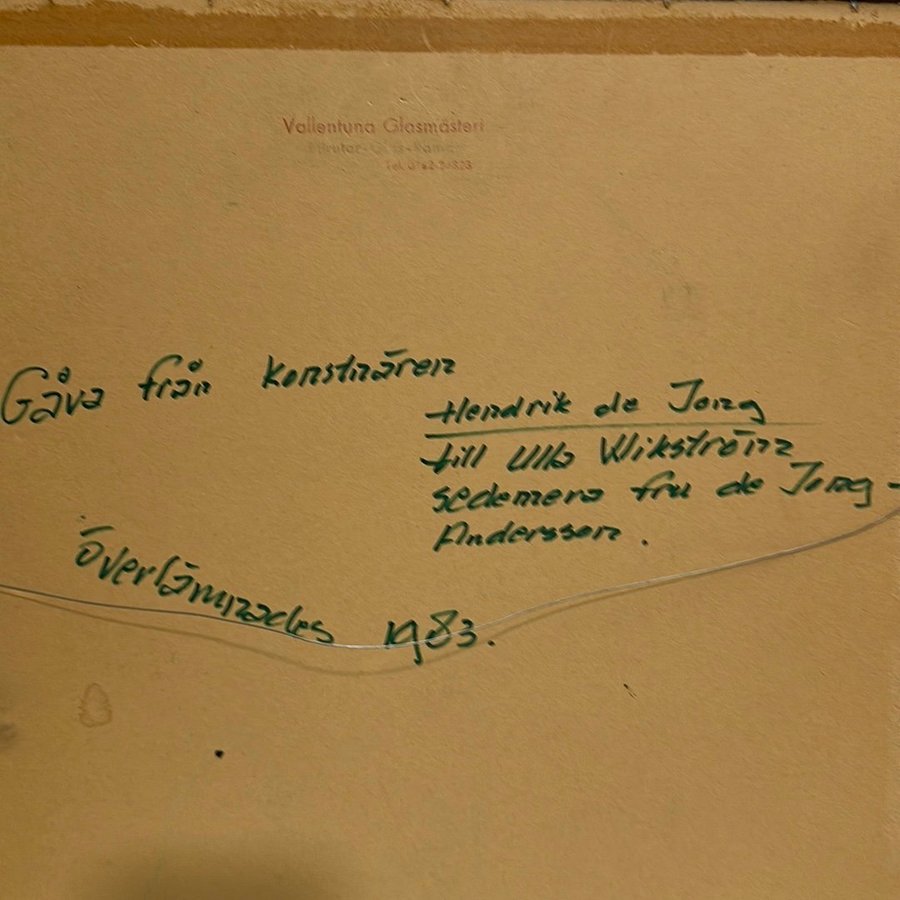 Vallentuna Glasmästeri
Gåva från konstnären
Hendrik de Jong
till Ulla Wikström
sedemera fru de Jong -
Andersson.
överlämnades 1983.